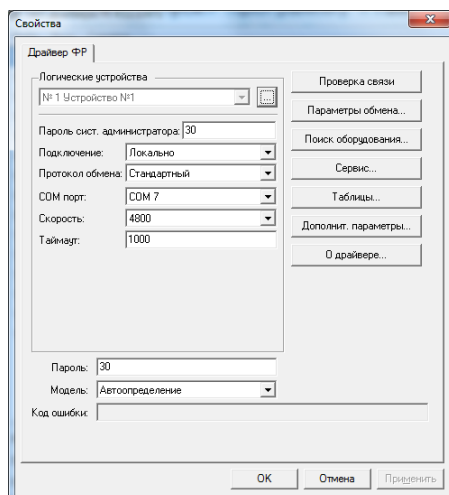 Свойства
Драйвер ФР
Логические устройства
№ 1 Устройство №1
...
Пароль сист. администратора: 30
Подключение: Локально
Протокол обмена: Стандартный
COM порт: COM 7
Скорость: 4800
Таймаут: 1000
Проверка связи
Параметры обмена...
Поиск оборудования...
Сервис...
Таблицы...
Дополнит. параметры...
О драйвере...
Пароль: 30
Модель: Автоопределение
Код ошибки:
OK Отмена Применить